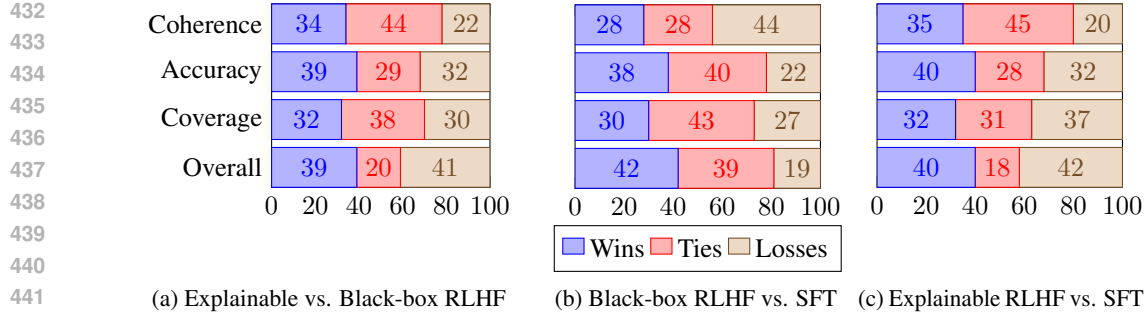 432
433
434
435
436
437
438
439
440
441
Coherence 34 44 22 28 28 44 35 45 20
Accuracy 39 29 32 38 40 22 40 28 32
Coverage 32 38 30 30 43 27 32 31 37
Overall 39 20 41 42 39 19 40 18 42
0 20 40 60 80 100 0 20 40 60 80 100 0 20 40 60 80 100
Wins Ties Losses
(a) Explainable vs. Black-box RLHF (b) Black-box RLHF vs. SFT (c) Explainable RLHF vs. SFT